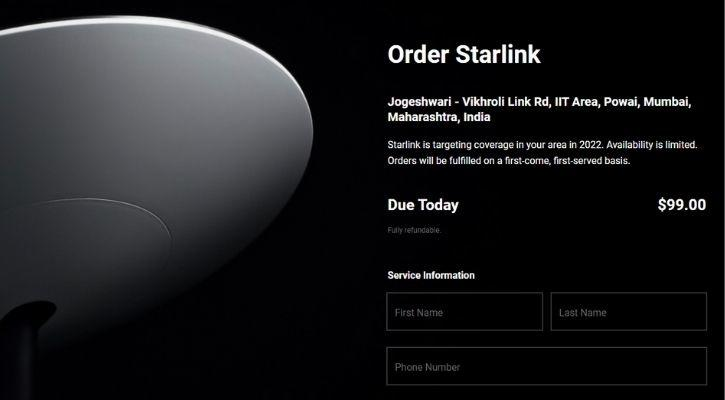 Order Starlink
Jogeshwari - Vikhroli Link Rd, IIT Area, Powai, Mumbai,
Maharashtra, India
Starlink is targeting coverage in your area in 2022. Availability is limited.
Orders will be fulfilled on a first-come, first-served basis.
Due Today $99.00
Fully refundable.
Service Information
First Name Last Name
Phone Number